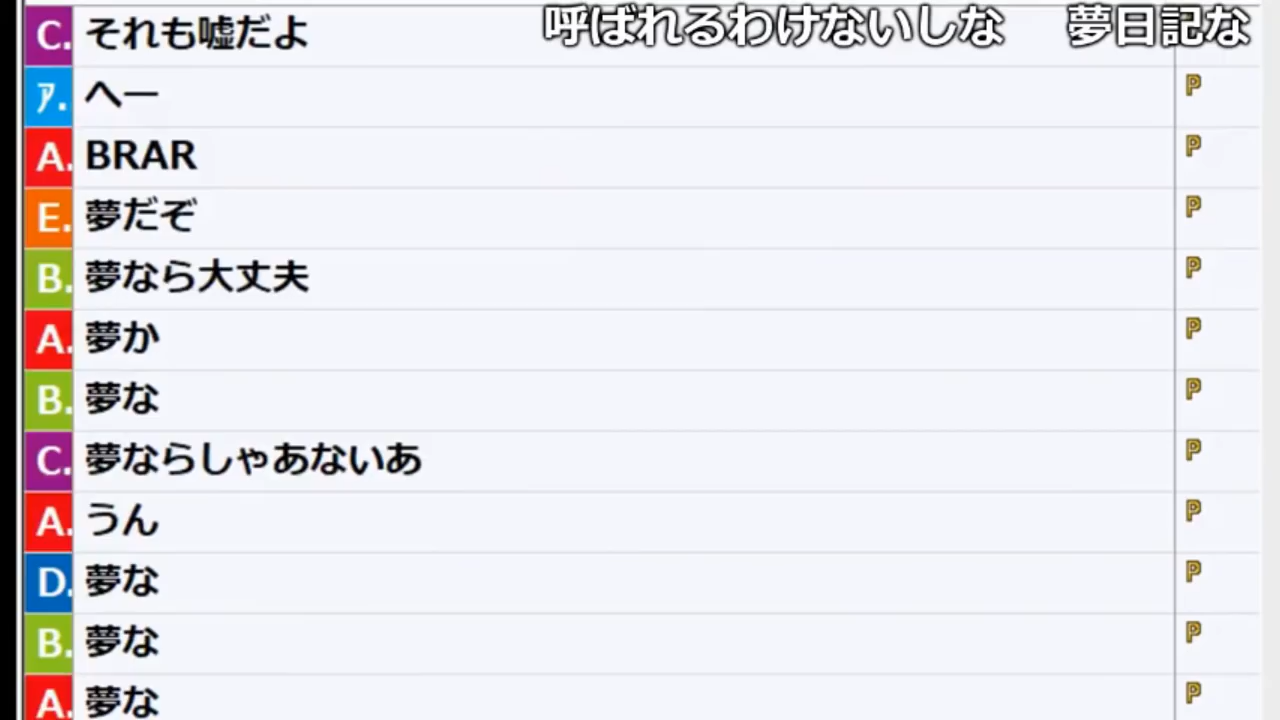 呼ばれるわけないしな 夢日記な
C. それも嘘だよ
ｱ. へー P
A. BRAR P
E. 夢だぞ P
B. 夢なら大丈夫 P
A. 夢か P
B. 夢な P
C. 夢ならしゃあないあ P
A. うん P
D. 夢な P
B. 夢な P
A. 夢な P